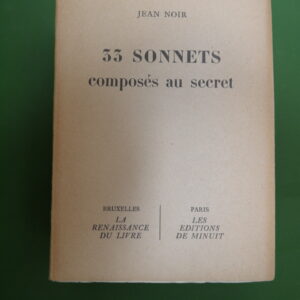 JEAN NOIR
33 SONNETS
composés au secret
BRUXELLES
LA
RENAISSANCE
DU LIVRE
PARIS
LES
EDITIONS
DE MINUIT